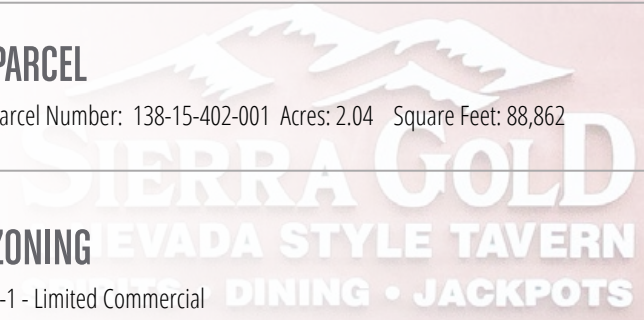 PARCEL
arcel Number: 138-15-402-001 Acres: 2.04 Square Feet: 88,862
SIERRA GOLD
ZONING
NEVADA STYLE TAVERN
-1 - Limited Commercial
• DINING • JACKPOTS